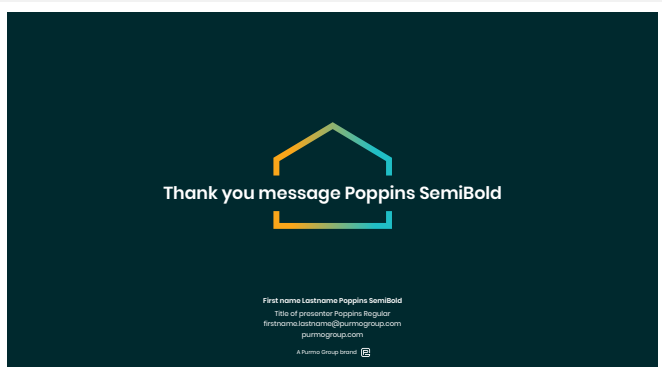 Thank you message Poppins SemiBold
First name Lastname Poppins SemiBold
Title of presenter Poppins Regular
firstname.lastname@purmogroup.com
purmogroup.com
A Purmo Group brand